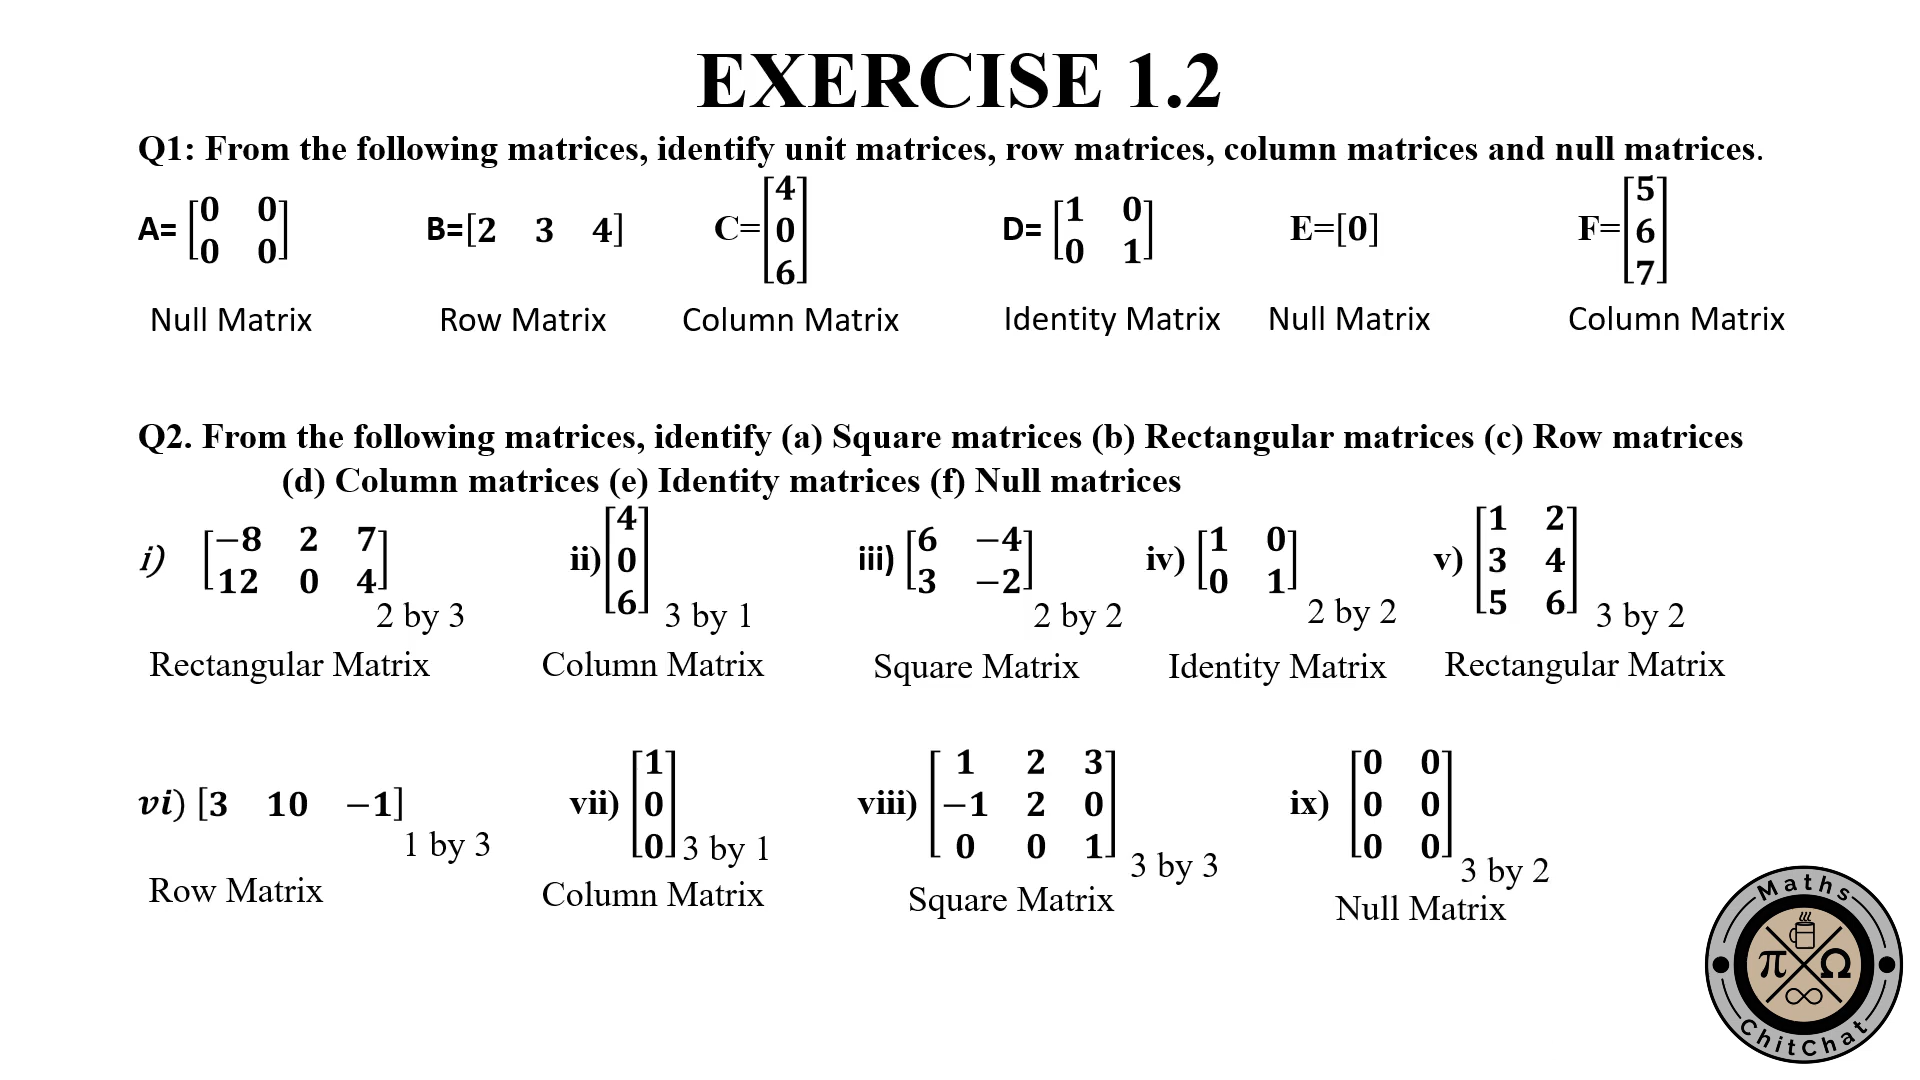 EXERCISE 1.2
Q1: From the following matrices, identify unit matrices, row matrices, column matrices and null matrices.
A= [0 0; 0 0] B=[2 3 4] C=[4; 0; 6] D= [1 0; 0 1] E=[0] F=[5; 6; 7]
Null Matrix Row Matrix Column Matrix Identity Matrix Null Matrix Column Matrix
Q2. From the following matrices, identify (a) Square matrices (b) Rectangular matrices (c) Row matrices
(d) Column matrices (e) Identity matrices (f) Null matrices
i) [−8 2 7; 12 0 4] ii) [4; 0; 6] iii) [6 −4; 3 −2] iv) [1 0; 0 1] v) [1 2; 3 4; 5 6]
2 by 3 3 by 1 2 by 2 2 by 2 3 by 2
Rectangular Matrix Column Matrix Square Matrix Identity Matrix Rectangular Matrix
vi) [3 10 −1] vii) [1; 0; 0] viii) [1 2 3; −1 2 0; 0 0 1] ix) [0 0; 0 0; 0 0]
1 by 3 3 by 1 3 by 3 3 by 2
Row Matrix Column Matrix Square Matrix Null Matrix
Maths
π Ω
∞
ChitChat